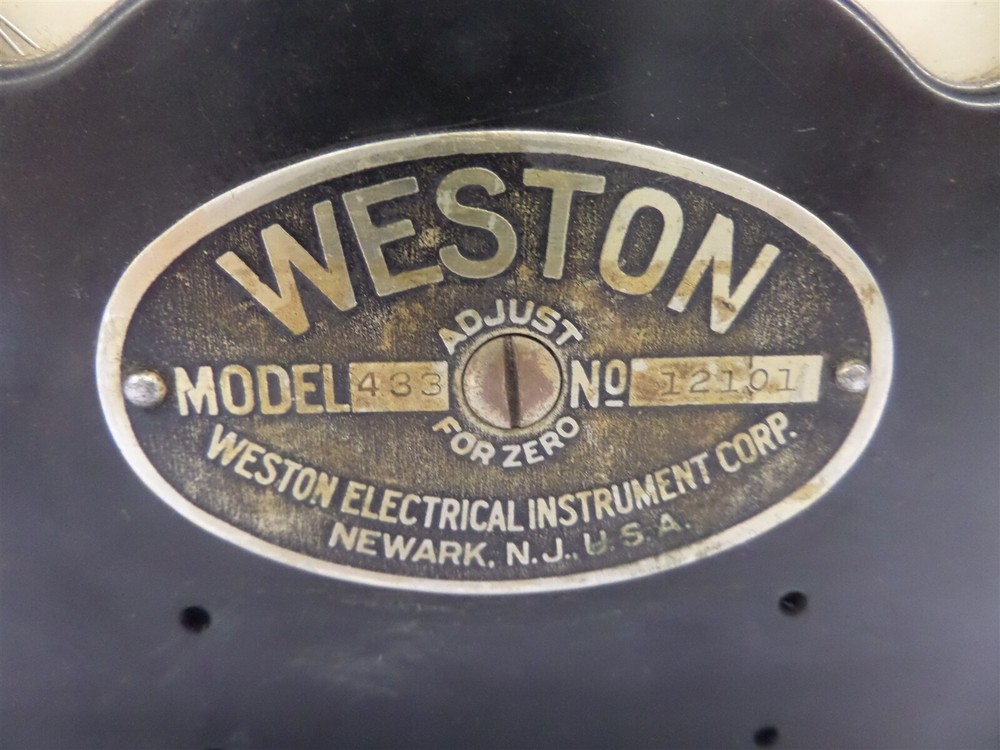 WESTON
ADJUST
MODEL 433 No 12101
FOR ZERO
WESTON ELECTRICAL INSTRUMENT CORP.
NEWARK, N.J., U.S.A.